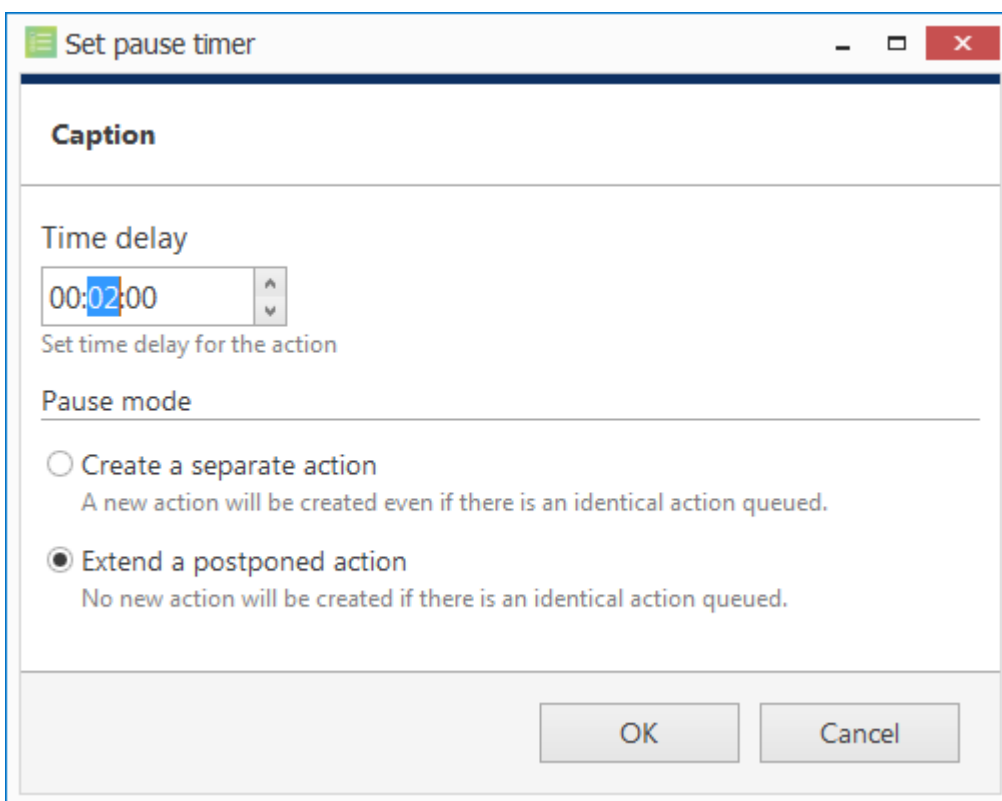 Set pause timer
Caption
Time delay
00:02:00
Set time delay for the action
Pause mode
Create a separate action
A new action will be created even if there is an identical action queued.
Extend a postponed action
No new action will be created if there is an identical action queued.
OK Cancel